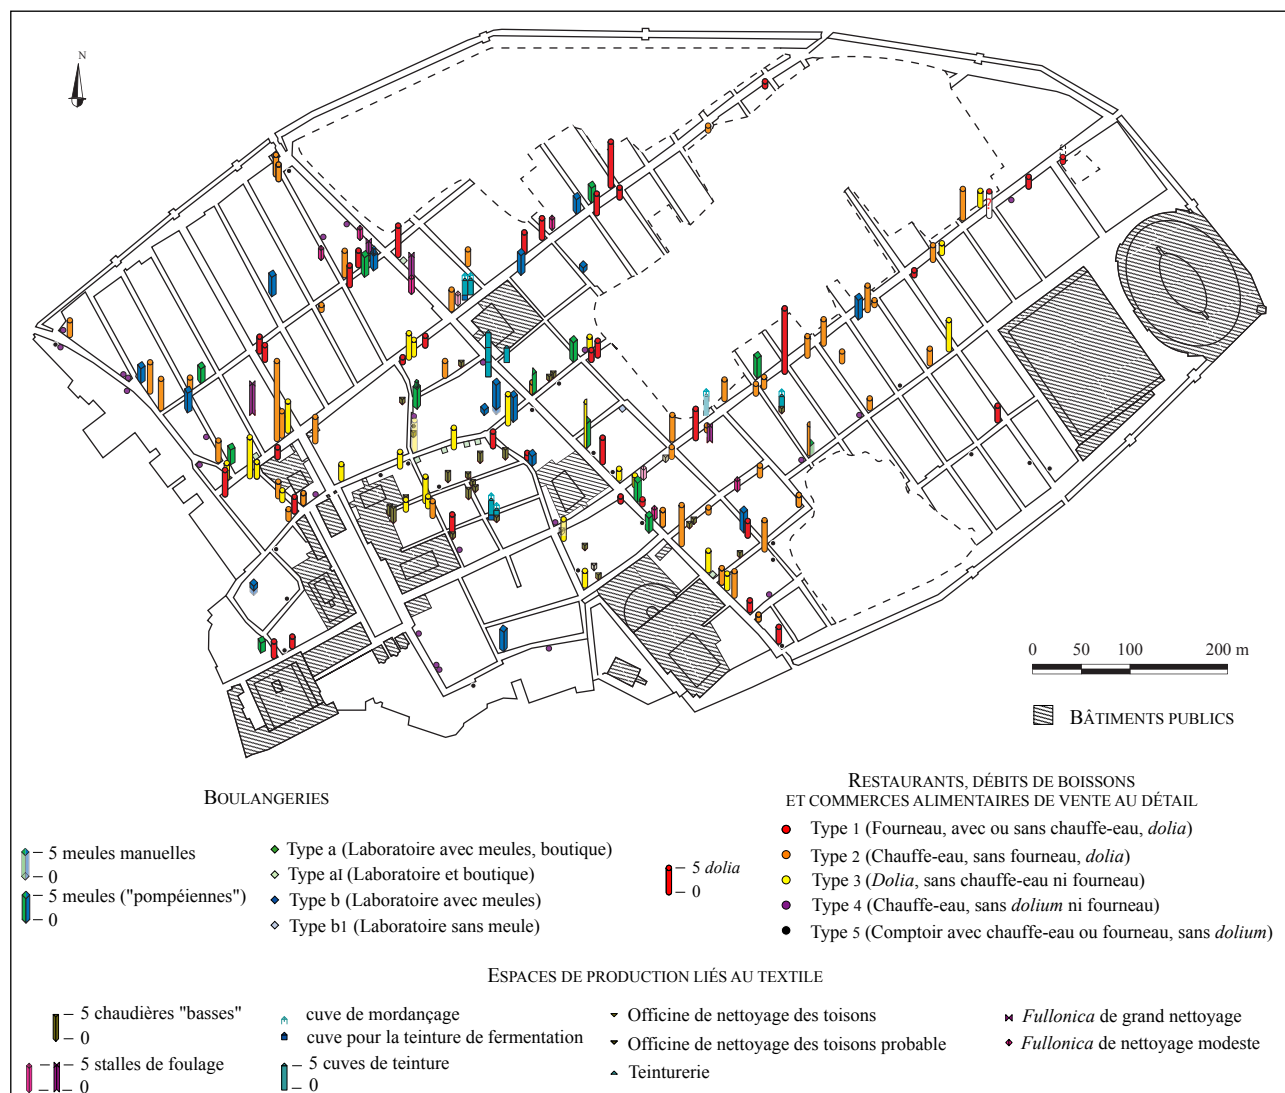 N
0 50 100 200 m
BÂTIMENTS PUBLICS
BOULANGERIES
5 meules manuelles
0
5 meules ("pompéiennes")
0
Type a (Laboratoire avec meules, boutique)
Type a1 (Laboratoire et boutique)
Type b (Laboratoire avec meules)
Type b1 (Laboratoire sans meule)
5 dolia
0
RESTAURANTS, DÉBITS DE BOISSONS
ET COMMERCES ALIMENTAIRES DE VENTE AU DÉTAIL
Type 1 (Fourneau, avec ou sans chauffe-eau, dolia)
Type 2 (Chauffe-eau, sans fourneau, dolia)
Type 3 (Dolia, sans chauffe-eau ni fourneau)
Type 4 (Chauffe-eau, sans dolium ni fourneau)
Type 5 (Comptoir avec chauffe-eau ou fourneau, sans dolium)
ESPACES DE PRODUCTION LIÉS AU TEXTILE
5 chaudières "basses"
0
5 stalles de foulage
0
cuve de mordançage
cuve pour la teinture de fermentation
5 cuves de teinture
0
Officine de nettoyage des toisons
Officine de nettoyage des toisons probable
Teinturerie
Fullonica de grand nettoyage
Fullonica de nettoyage modeste